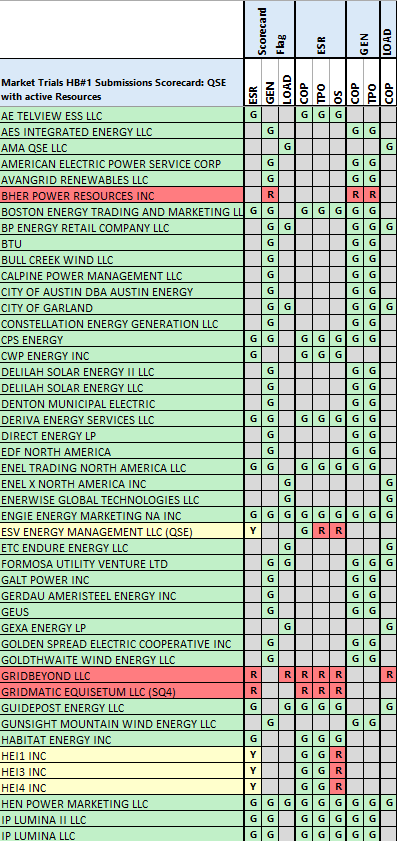 Scorecard Flag ESR GEN LOAD
Market Trials HB#1 Submissions Scorecard: QSE
with active Resources
ESR GEN LOAD COP TPO OS COP TPO COP
AE TELVIEW ESS LLC G G G G
AES INTEGRATED ENERGY LLC G G G
AMA QSE LLC G G
AMERICAN ELECTRIC POWER SERVICE CORP G G G
AVANGRID RENEWABLES LLC G G G
BHER POWER RESOURCES INC R R R
BOSTON ENERGY TRADING AND MARKETING LL G G G G G G G
BP ENERGY RETAIL COMPANY LLC G G G G G
BTU G G G
BULL CREEK WIND LLC G G G
CALPINE POWER MANAGEMENT LLC G G G
CITY OF AUSTIN DBA AUSTIN ENERGY G G G
CITY OF GARLAND G G G G G
CONSTELLATION ENERGY GENERATION LLC G G G
CPS ENERGY G G G G G G G
CWP ENERGY INC G G G G
DELILAH SOLAR ENERGY II LLC G G G
DELILAH SOLAR ENERGY LLC G G G
DENTON MUNICIPAL ELECTRIC G G G
DERIVA ENERGY SERVICES LLC G G G G G G G
DIRECT ENERGY LP G G G
EDF NORTH AMERICA G G G
ENEL TRADING NORTH AMERICA LLC G G G G G G G
ENEL X NORTH AMERICA INC G G
ENERWISE GLOBAL TECHNOLOGIES LLC G G
ENGIE ENERGY MARKETING NA INC G G G G G G G G G
ESV ENERGY MANAGEMENT LLC (QSE) Y G R R
ETC ENDURE ENERGY LLC G G
FORMOSA UTILITY VENTURE LTD G G G G G
GALT POWER INC G G G
GERDAU AMERISTEEL ENERGY INC G G G
GEUS G G G
GEXA ENERGY LP G G
GOLDEN SPREAD ELECTRIC COOPERATIVE INC G G G
GOLDTHWAITE WIND ENERGY LLC G G G
GRIDBEYOND LLC R R R R R R
GRIDMATIC EQUISETUM LLC (SQ4) R R R R
GUIDEPOST ENERGY LLC G G G G G G
GUNSIGHT MOUNTAIN WIND ENERGY LLC G G G
HABITAT ENERGY INC G G G G
HEI1 INC Y G G R
HEI3 INC Y G G R
HEI4 INC Y G G R
HEN POWER MARKETING LLC G G G G G G G G G
IP LUMINA II LLC G G G G G G G
IP LUMINA LLC G G G G G G G